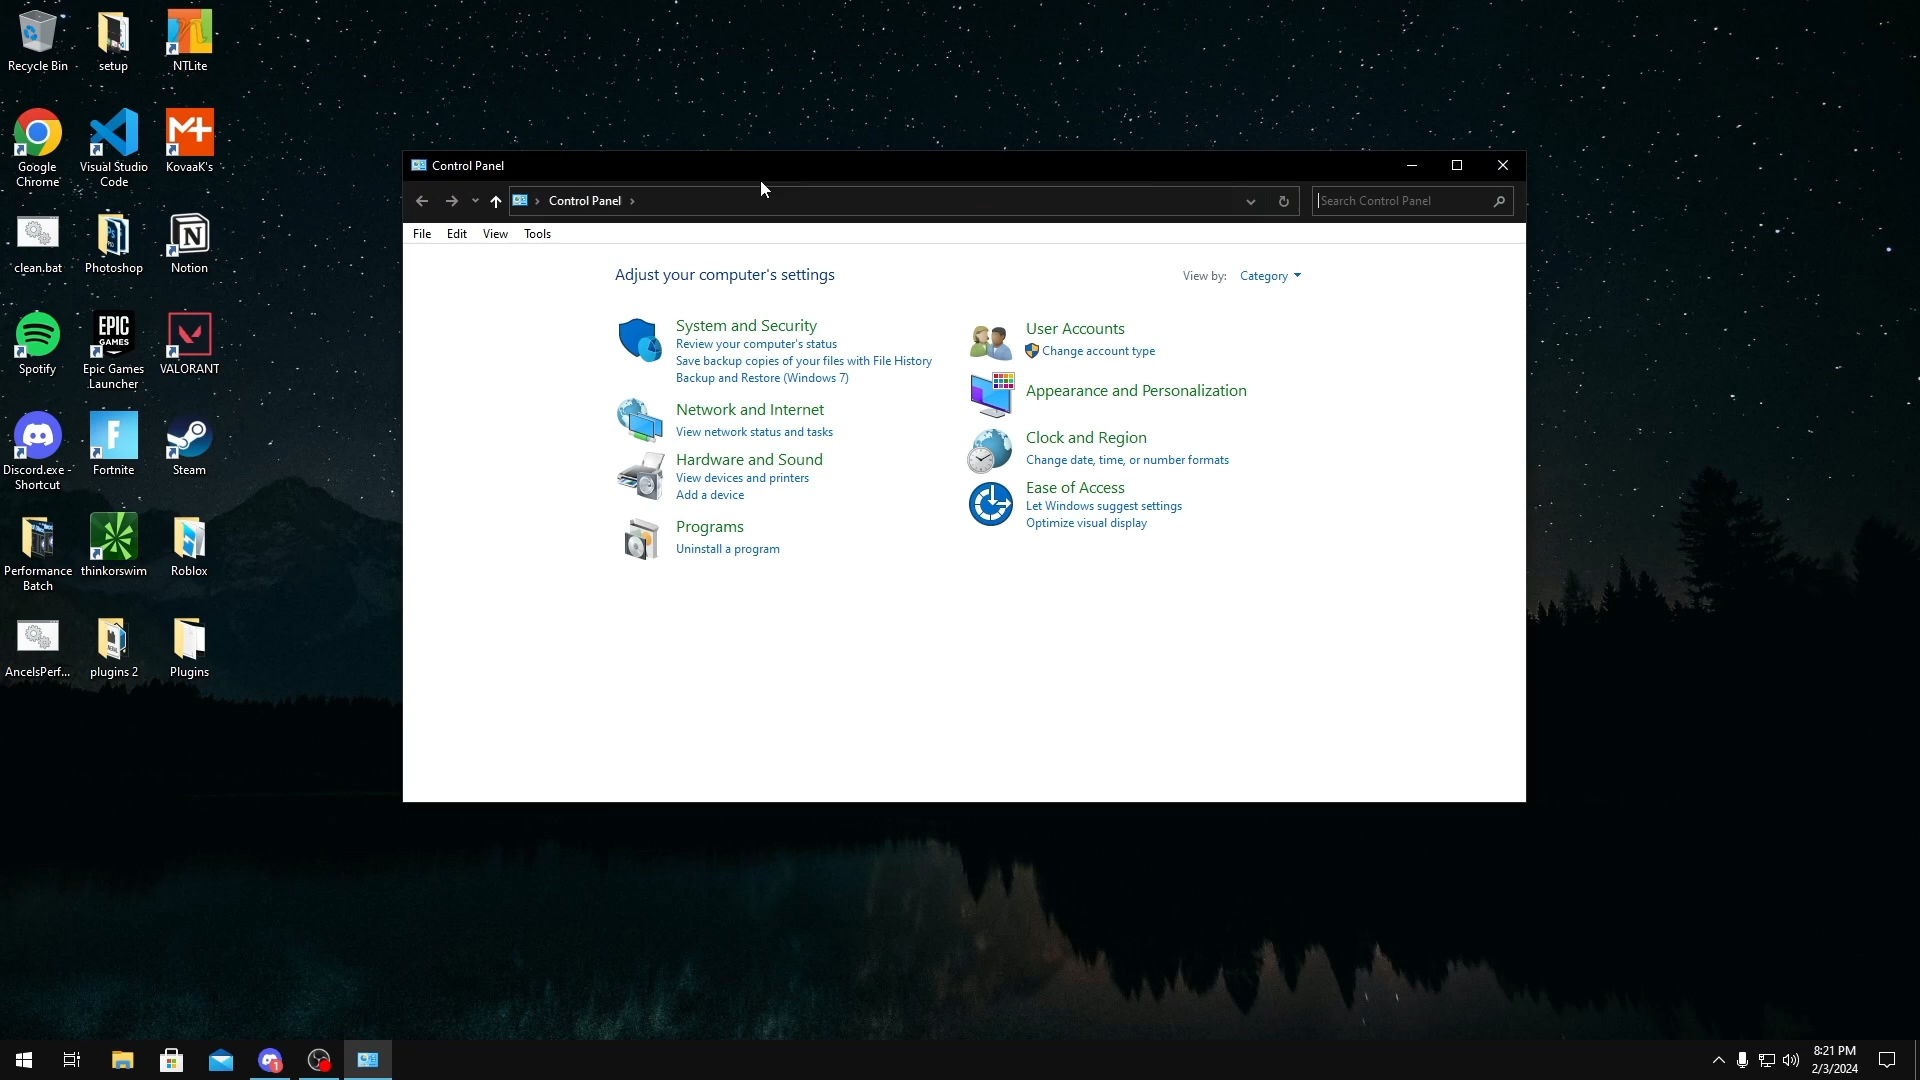 Recycle Bin
setup
NTLite
Google
Chrome
Visual Studio
Code
KovaaK's
clean.bat
Photoshop
Notion
Spotify
EPIC
GAMES
Epic Games
Launcher
VALORANT
Discord.exe -
Shortcut
Fortnite
Steam
Performance
Batch
thinkorswim
Roblox
AncelsPerf...
plugins 2
Plugins
Control Panel
Control Panel
Search Control Panel
File
Edit
View
Tools
Adjust your computer's settings
View by:
Category
System and Security
Review your computer's status
Save backup copies of your files with File History
Backup and Restore (Windows 7)
Network and Internet
View network status and tasks
Hardware and Sound
View devices and printers
Add a device
Programs
Uninstall a program
User Accounts
Change account type
Appearance and Personalization
Clock and Region
Change date, time, or number formats
Ease of Access
Let Windows suggest settings
Optimize visual display
1
8:21 PM
2/3/2024